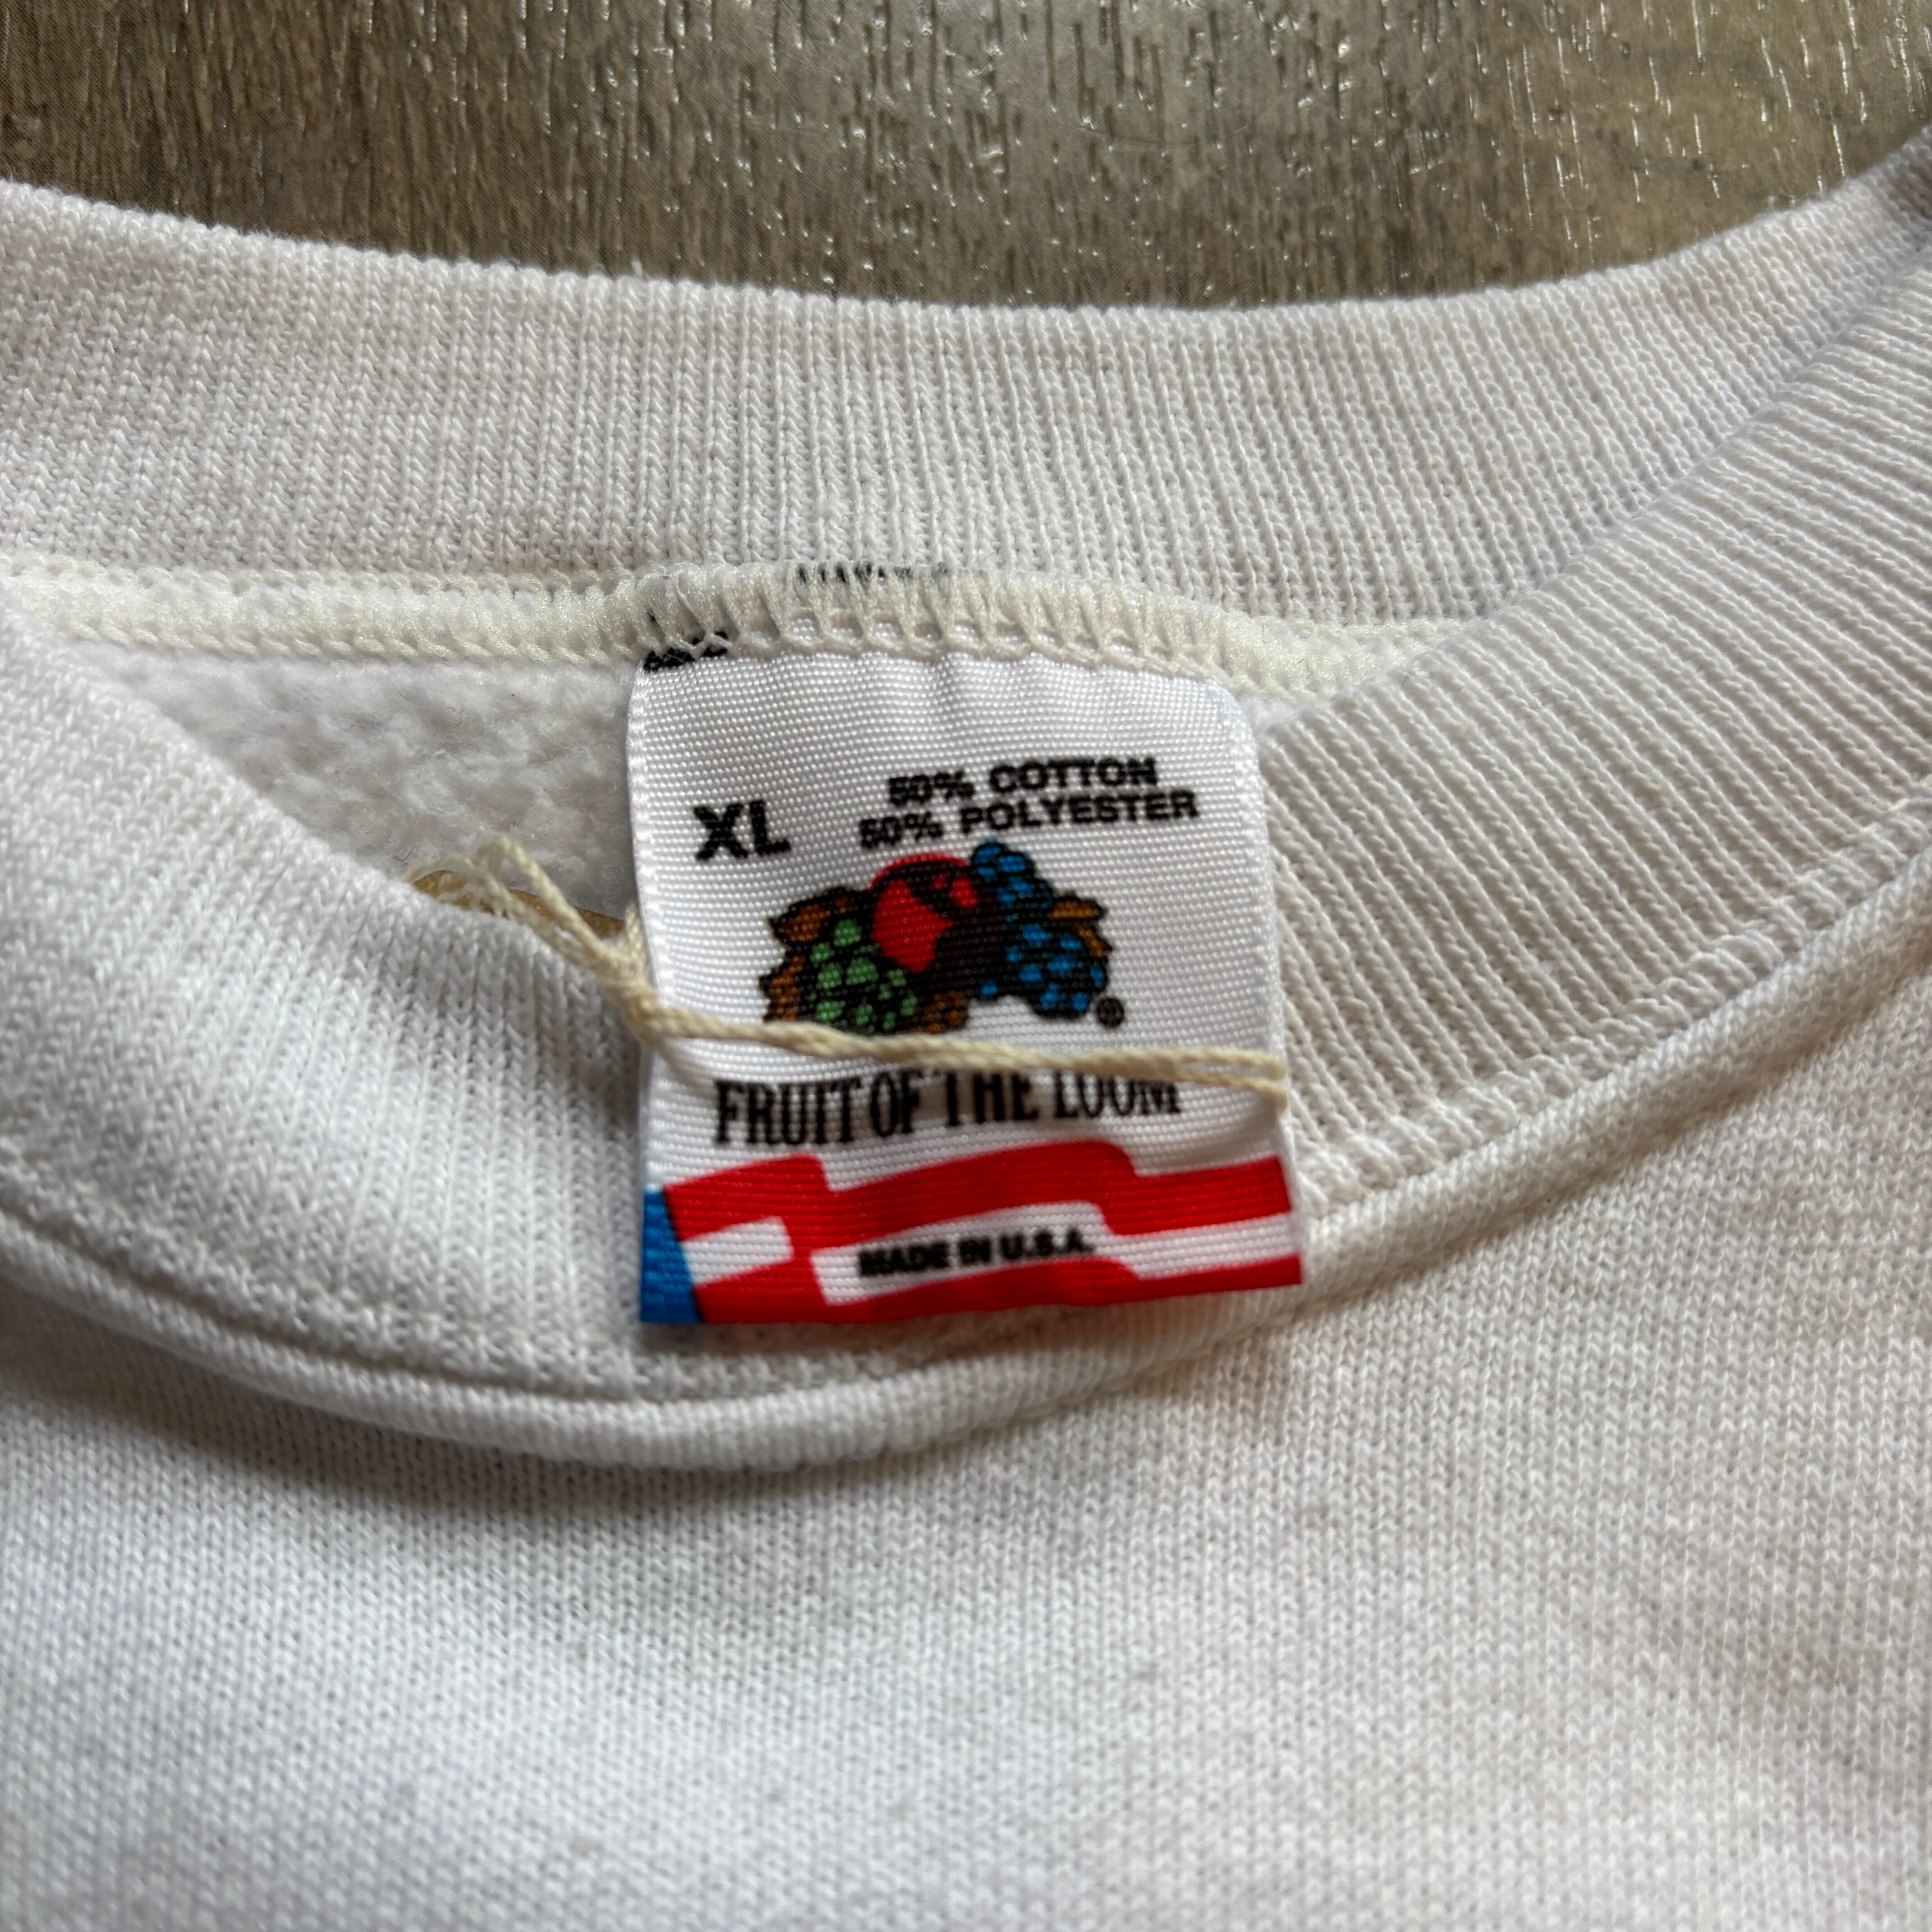 50% COTTON
XL
50% POLYESTER
®
FRUIT OF THE LOOM
MADE IN U.S.A.